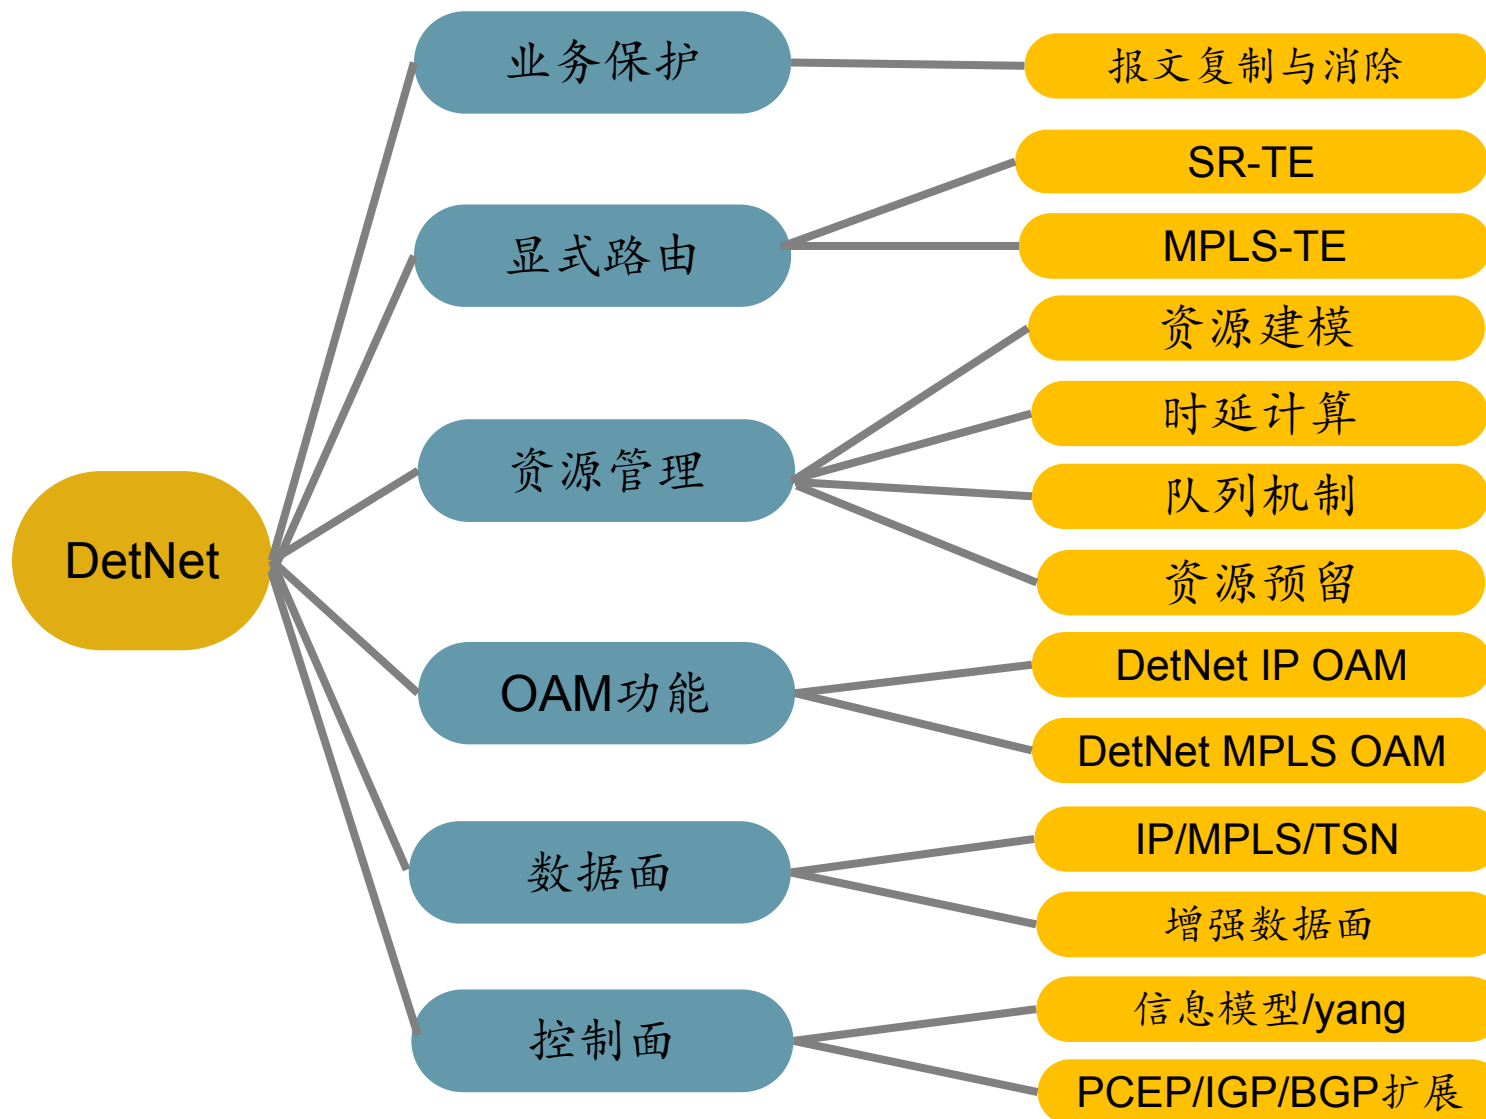 DetNet
业务保护
报文复制与消除
显式路由
SR-TE
MPLS-TE
资源管理
资源建模
时延计算
队列机制
资源预留
OAM功能
DetNet IP OAM
DetNet MPLS OAM
数据面
IP/MPLS/TSN
增强数据面
控制面
信息模型/yang
PCEP/IGP/BGP扩展